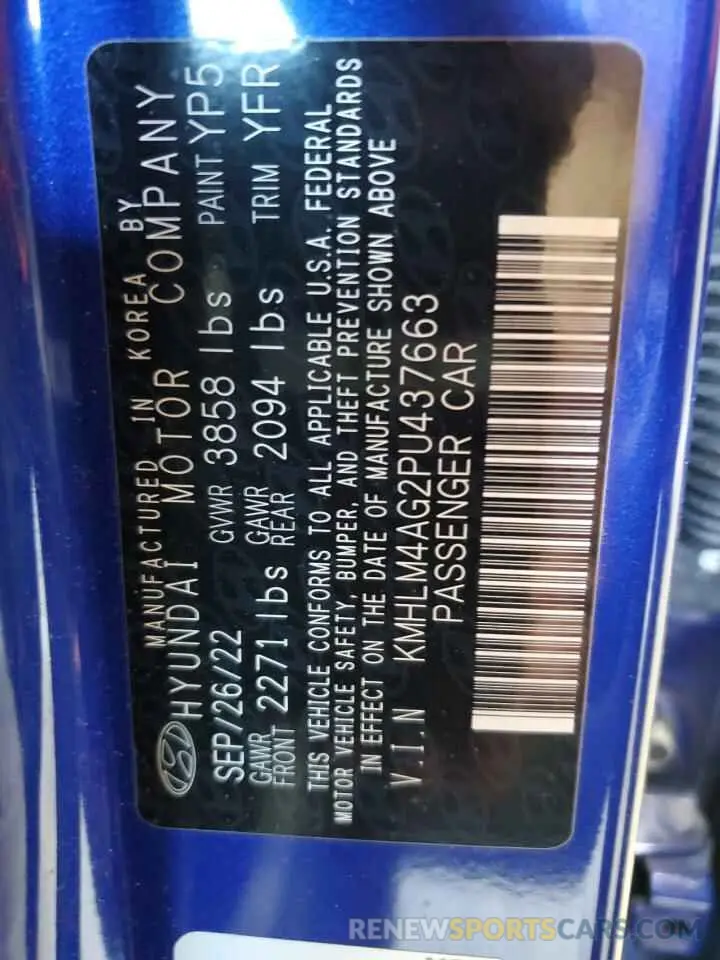 MANUFACTURED IN KOREA BY
HYUNDAI MOTOR COMPANY
SEP/26/22 GVWR 3858 lbs PAINT YP5
GAWR FRONT 2271 lbs GAWR REAR 2094 lbs TRIM YFR
THIS VEHICLE CONFORMS TO ALL APPLICABLE U.S.A. FEDERAL
MOTOR VEHICLE SAFETY, BUMPER, AND THEFT PREVENTION STANDARDS
IN EFFECT ON THE DATE OF MANUFACTURE SHOWN ABOVE
V.I.N KMHLM4AG2PU437663
PASSENGER CAR
RENEWSPORTSCARS.COM